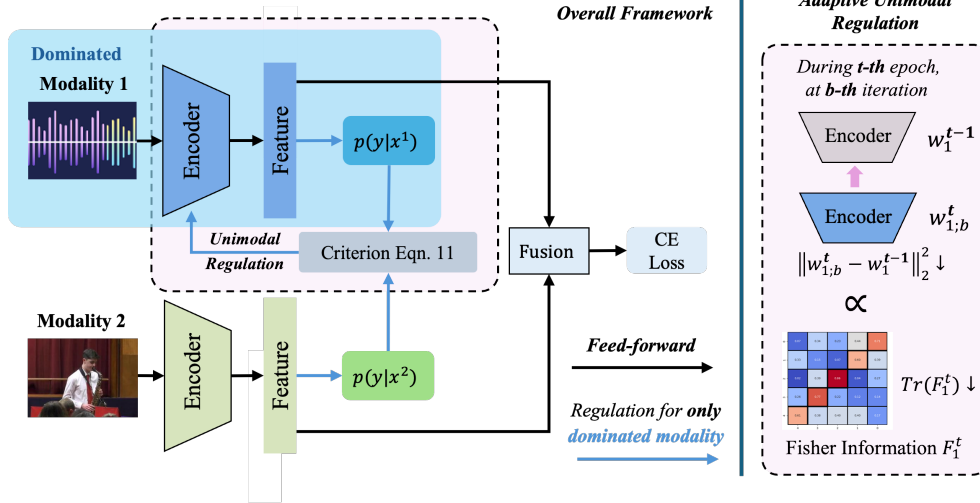 Overall Framework
Dominated
Modality 1
Encoder
Feature
p(y|x¹)
Unimodal
Regulation
Criterion Eqn. 11
Fusion
CE
Loss
Modality 2
Encoder
Feature
p(y|x²)
Feed-forward
Regulation for only
dominated modality
Adaptive Unimodal
Regulation
During t-th epoch,
at b-th iteration
Encoder
w₁ᵗ⁻¹
Encoder
wᵗ₁;b
‖wᵗ₁;b − w₁ᵗ⁻¹‖₂² ↓
∝
Tr(F₁ᵗ) ↓
Fisher Information F₁ᵗ